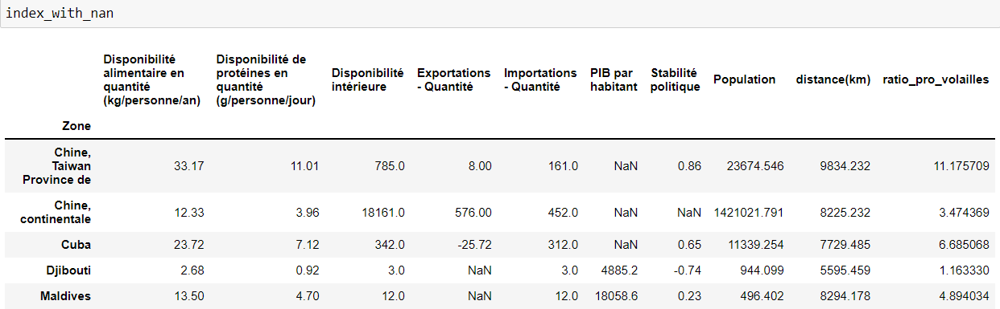 index_with_nan
Disponibilité alimentaire en quantité (kg/personne/an) Disponibilité de protéines en quantité (g/personne/jour) Disponibilité intérieure Exportations - Quantité Importations - Quantité PIB par habitant Stabilité politique Population distance(km) ratio_pro_volailles
Zone
Chine, Taiwan Province de 33.17 11.01 785.0 8.00 161.0 NaN 0.86 23674.546 9834.232 11.175709
Chine, continentale 12.33 3.96 18161.0 576.00 452.0 NaN NaN 1421021.791 8225.232 3.474369
Cuba 23.72 7.12 342.0 -25.72 312.0 NaN 0.65 11339.254 7729.485 6.685068
Djibouti 2.68 0.92 3.0 NaN 3.0 4885.2 -0.74 944.099 5595.459 1.163330
Maldives 13.50 4.70 12.0 NaN 12.0 18058.6 0.23 496.402 8294.178 4.894034